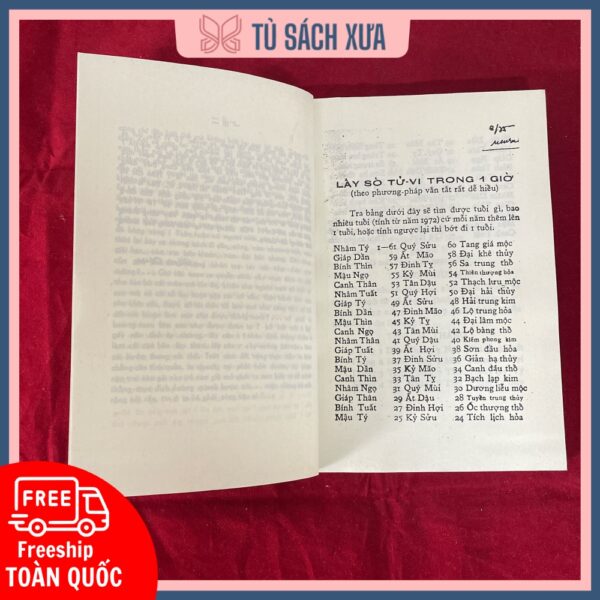 TỦ SÁCH XƯA
LẤY SỐ TỬ-VI TRONG 1 GIỜ
(theo phương-pháp vắn tắt rất dễ hiểu)
Tra bảng dưới đây sẽ tìm được tuổi gì, bao
nhiêu tuổi (tính từ năm 1972) cứ mỗi năm thêm lên
1 tuổi, hoặc tính ngược lại thì bớt đi 1 tuổi.
Nhâm Tý 1—61 Quý Sửu 60 Tang giá mộc
Giáp Dần 59 Ất Mão 58 Đại khê thủy
Bính Thìn 57 Đinh Tỵ 56 Sa trung thổ
Mậu Ngọ 55 Kỷ Mùi 54 Thiên thượng hỏa
Canh Thân 53 Tân Dậu 52 Thạch lưu mộc
Nhâm Tuất 51 Quý Hợi 50 Đại hải thủy
Giáp Tý 49 Ất Sửu 48 Hải trung kim
Bính Dần 47 Đinh Mão 46 Lộ trung hỏa
Mậu Thìn 45 Kỷ Tỵ 44 Đại lâm mộc
Canh Ngọ 43 Tân Mùi 42 Lộ bàng thổ
Nhâm Thân 41 Quý Dậu 40 Kiếm phong kim
Giáp Tuất 39 Ất Hợi 38 Sơn đầu hỏa
Bính Tý 37 Đinh Sửu 36 Giản hạ thủy
Mậu Dần 35 Kỷ Mão 34 Canh đầu thổ
Canh Thìn 33 Tân Tỵ 32 Bạch lạp kim
Nhâm Ngọ 31 Quý Mùi 30 Dương liễu mộc
Giáp Thân 29 Ất Dậu 28 Tuyền trung thủy
Bính Tuất 27 Đinh Hợi 26 Ốc thượng thổ
Mậu Tý 25 Kỷ Sửu 24 Tích lịch hỏa
FREE
Freeship
TOÀN QUỐC